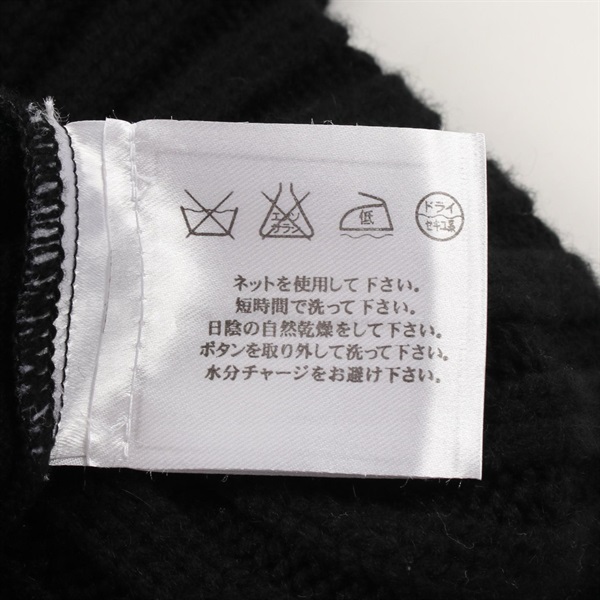 エンソ
サラシ
低
ドライ
セキユ系
ネットを使用して下さい。
短時間で洗って下さい。
日陰の自然乾燥をして下さい。
ボタンを取り外して洗って下さい。
水分チャージをお避け下さい。